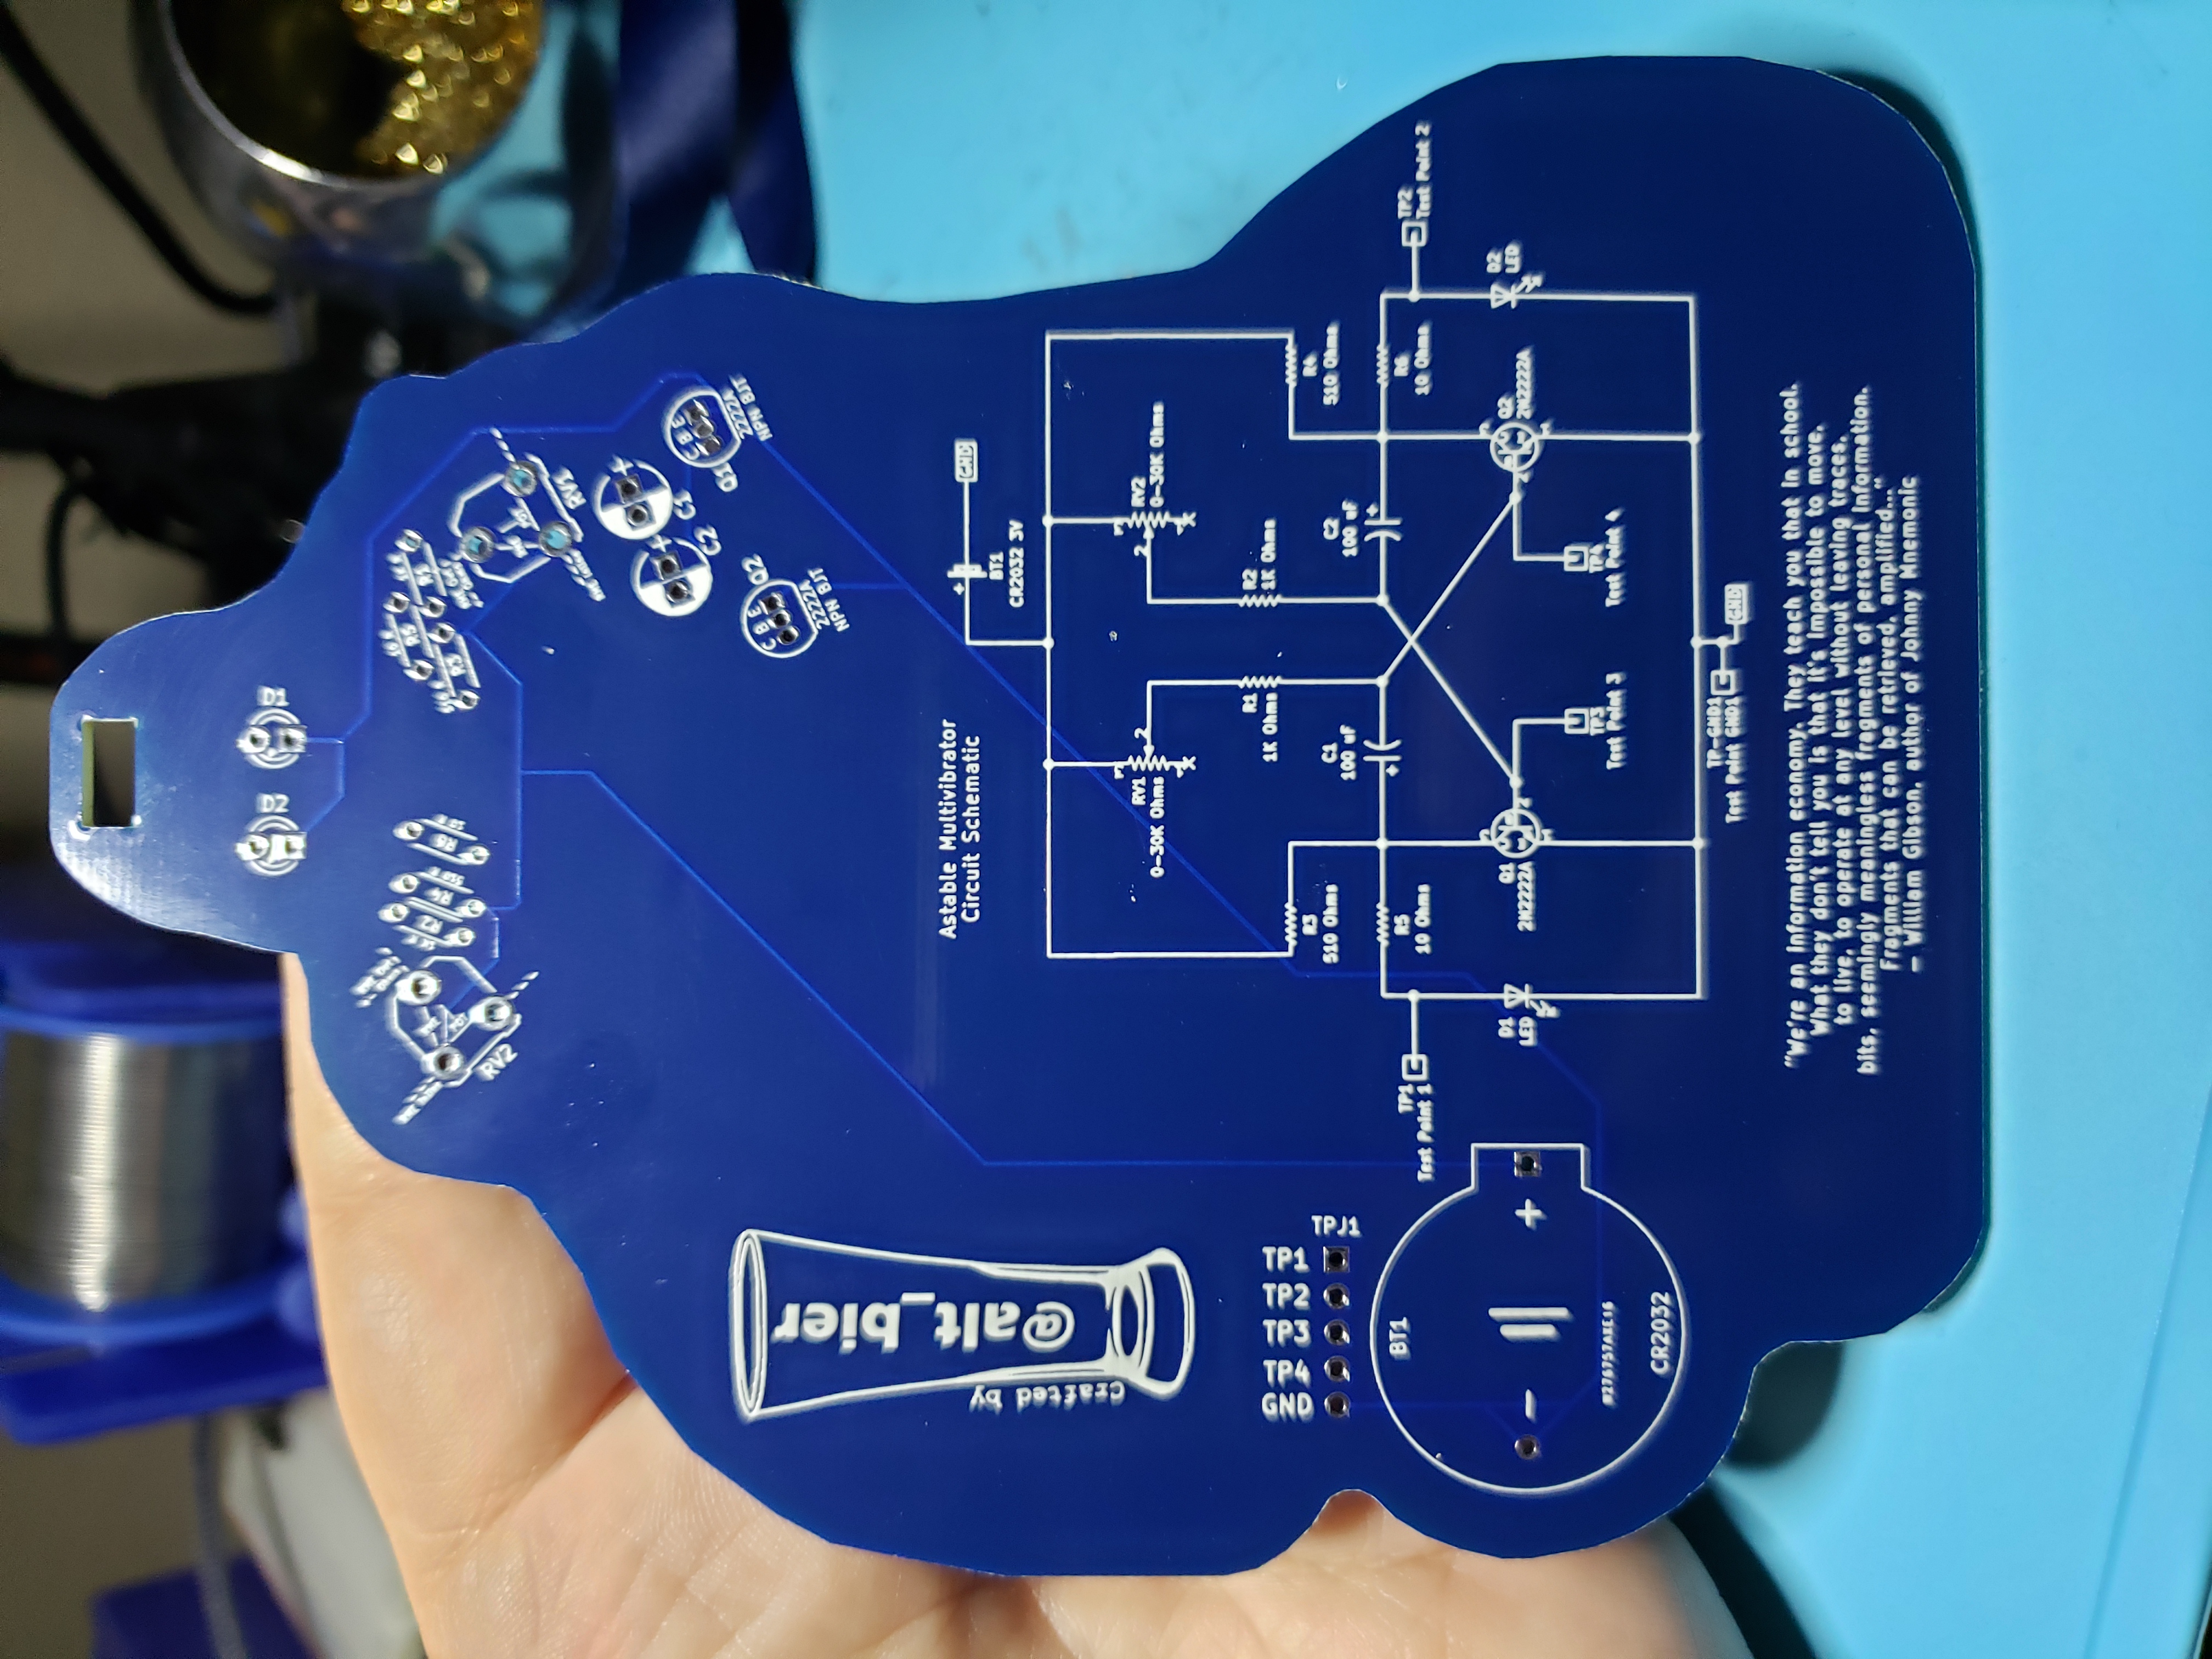 D2
D1
RV2
R2
R4
R6
R5
R1
R3
RV1
C1
C2
C B E
Q1
2222A
NPN BJT
C B E
Q2
2222A
NPN BJT
crafted by
@alt_bier
Astable Multivibrator
Circuit Schematic
+
GND
BT1
CR2032 3V
RV1
0-30K Ohms
2
2
RV2
0-30K Ohms
R1
1K Ohms
R2
1K Ohms
R3
510 Ohms
R4
510 Ohms
C1
100 uF
C2
100 uF
TP1
Test Point 1
R5
10 Ohms
R6
10 Ohms
TP2
Test Point 2
D1
LED
Q1
2N2222A
2
2
Q2
2N2222A
D2
LED
TP3
Test Point 3
TP4
Test Point 4
TP-GND1
Test Point GND1
GND
GND
TP4
TP3
TP2
TP1
TPJ1
BT1
- +
CR2032
"We're an information economy. They teach you that in school.
What they don't tell you is that it's impossible to move,
to live, to operate at any level without leaving traces,
bits, seemingly meaningless fragments of personal information.
Fragments that can be retrieved, amplified..."
— William Gibson, author of Johnny Mnemonic